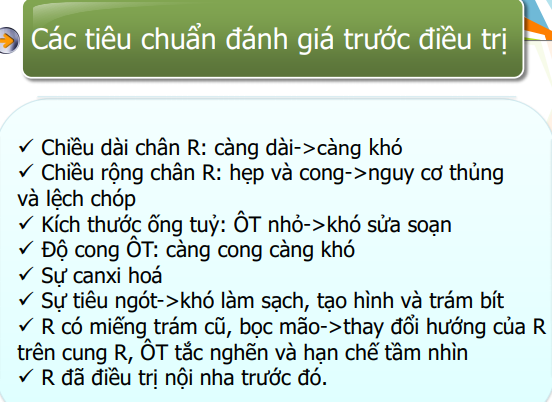 Các tiêu chuẩn đánh giá trước điều trị
✓ Chiều dài chân R: càng dài->càng khó
✓ Chiều rộng chân R: hẹp và cong->nguy cơ thủng
và lệch chóp
✓ Kích thước ống tuỷ: ÔT nhỏ->khó sửa soạn
✓ Độ cong ÔT: càng cong càng khó
✓ Sự canxi hoá
✓ Sự tiêu ngót->khó làm sạch, tạo hình và trám bít
✓ R có miếng trám cũ, bọc mão->thay đổi hướng của R
trên cung R, ÔT tắc nghẽn và hạn chế tầm nhìn
✓ R đã điều trị nội nha trước đó.